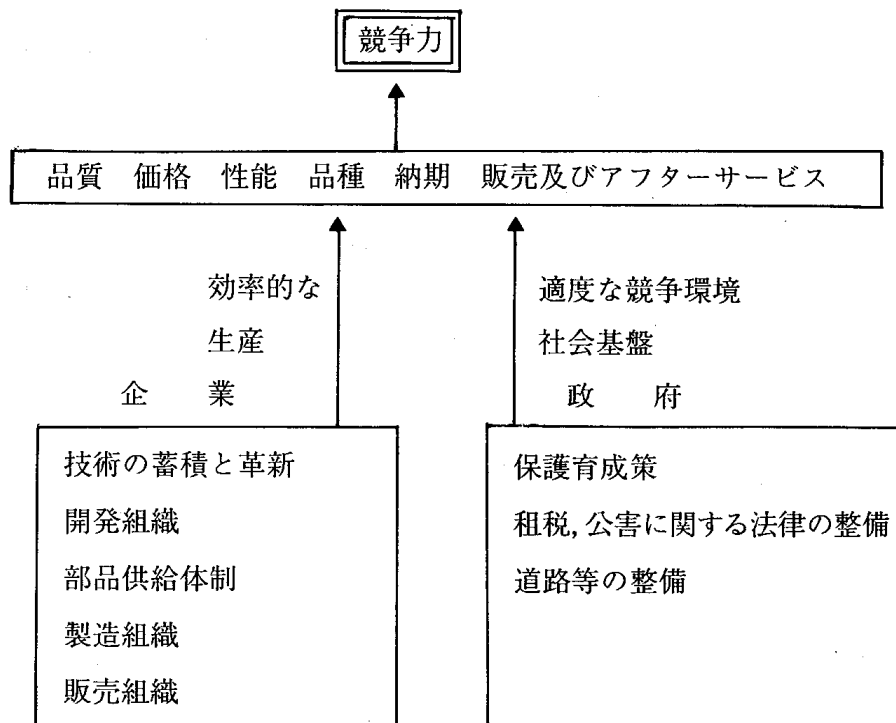 競争力
品質 価格 性能 品種 納期 販売及びアフターサービス
効率的な
生産
企業
適度な競争環境
社会基盤
政府
技術の蓄積と革新
開発組織
部品供給体制
製造組織
販売組織
保護育成策
租税,公害に関する法律の整備
道路等の整備